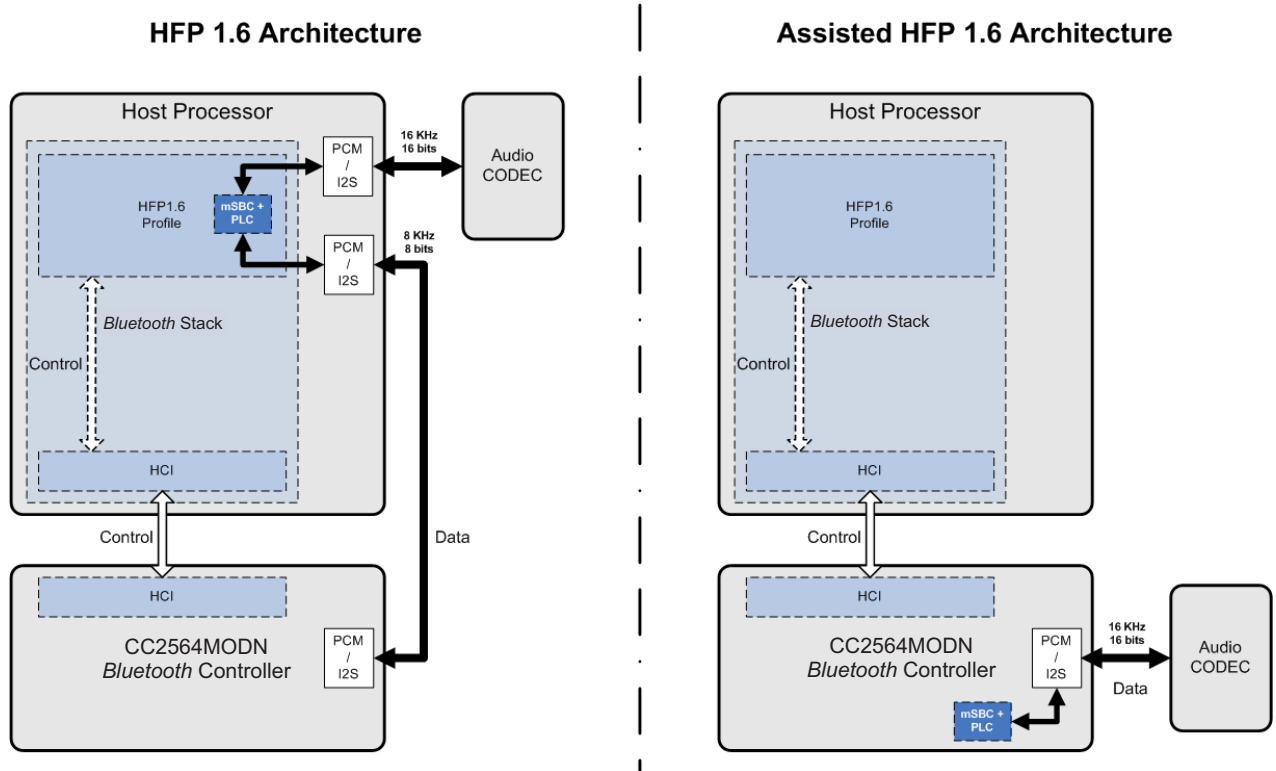 HFP 1.6 Architecture
Host Processor
16 KHz
16 bits
PCM
/
I2S
Audio
CODEC
HFP1.6
Profile
mSBC +
PLC
8 KHz
8 bits
PCM
/
I2S
Bluetooth Stack
Control
HCI
Control
Data
HCI
CC2564MODN
Bluetooth Controller
PCM
/
I2S
Assisted HFP 1.6 Architecture
Host Processor
HFP1.6
Profile
Bluetooth Stack
Control
HCI
Control
HCI
CC2564MODN
Bluetooth Controller
PCM
/
I2S
16 KHz
16 bits
Data
Audio
CODEC
mSBC +
PLC